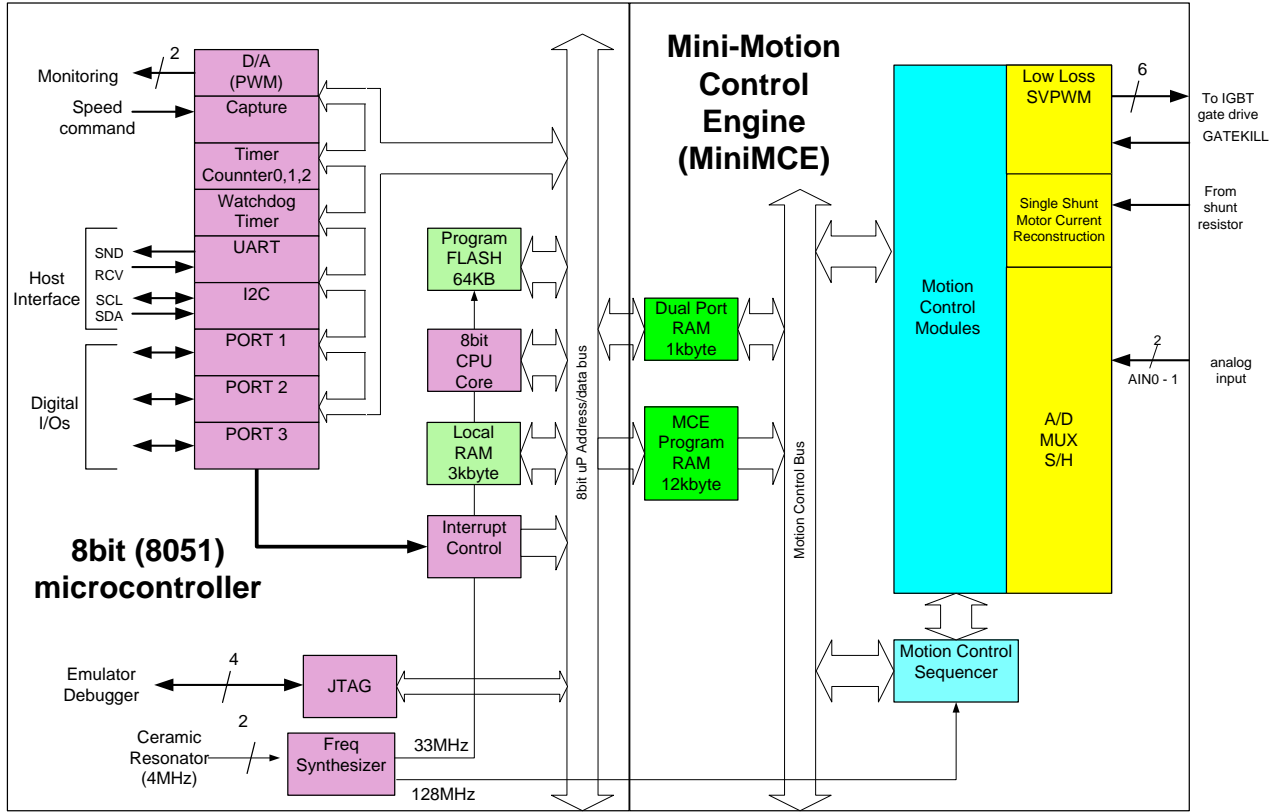 2
Monitoring
Speed
command
D/A
(PWM)
Capture
Timer
Counnter0,1,2
Watchdog
Timer
UART
I2C
PORT 1
PORT 2
PORT 3
SND
RCV
SCL
SDA
Host
Interface
Digital
I/Os
Program
FLASH
64KB
8bit
CPU
Core
Local
RAM
3kbyte
Interrupt
Control
8bit (8051)
microcontroller
4
Emulator
Debugger
JTAG
2
Ceramic
Resonator
(4MHz)
Freq
Synthesizer
33MHz
128MHz
8bit uP Address/data bus
Mini-Motion
Control
Engine
(MiniMCE)
Dual Port
RAM
1kbyte
MCE
Program
RAM
12kbyte
Motion Control Bus
Motion
Control
Modules
Low Loss
SVPWM
Single Shunt
Motor Current
Reconstruction
A/D
MUX
S/H
Motion Control
Sequencer
6
To IGBT
gate drive
GATEKILL
From
shunt
resistor
2
AIN0 - 1
analog
input